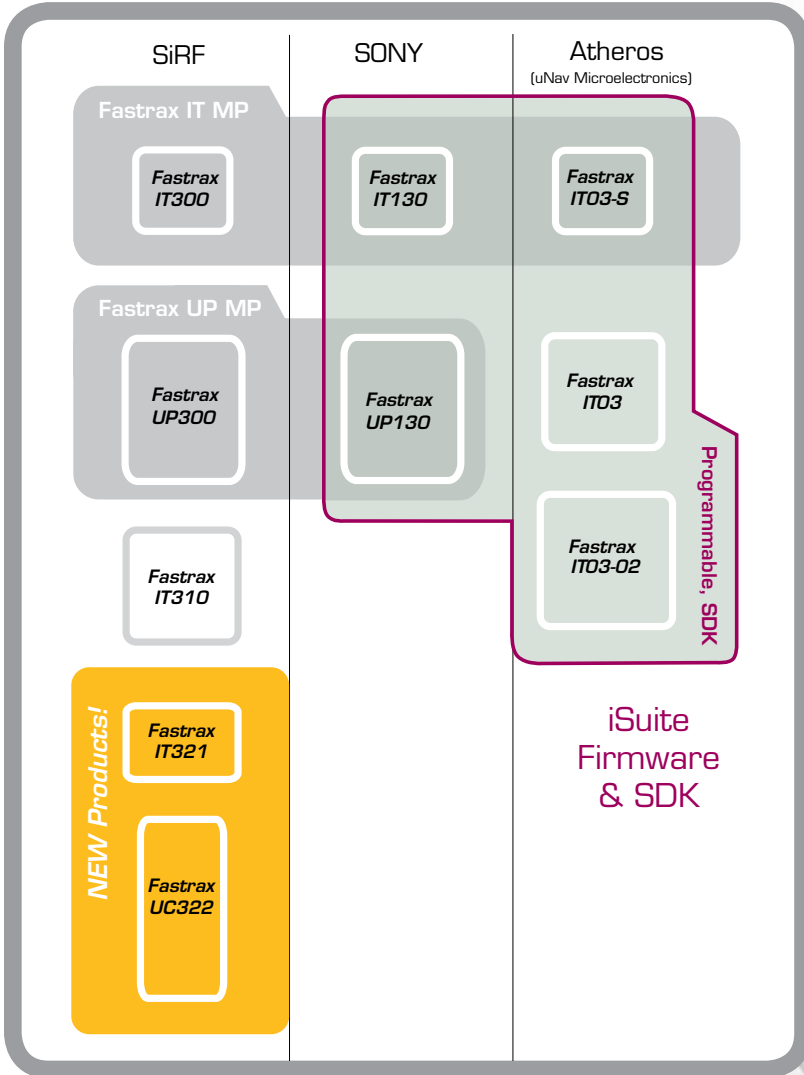 SiRF
SONY
Atheros
(uNav Microelectronics)
Fastrax IT MP
Fastrax
IT300
Fastrax
IT130
Fastrax
IT03-S
Fastrax UP MP
Fastrax
UP300
Fastrax
UP130
Fastrax
IT03
Fastrax
IT310
Fastrax
IT03-02
Programmable, SDK
NEW Products!
Fastrax
IT321
Fastrax
UC322
iSuite
Firmware
& SDK